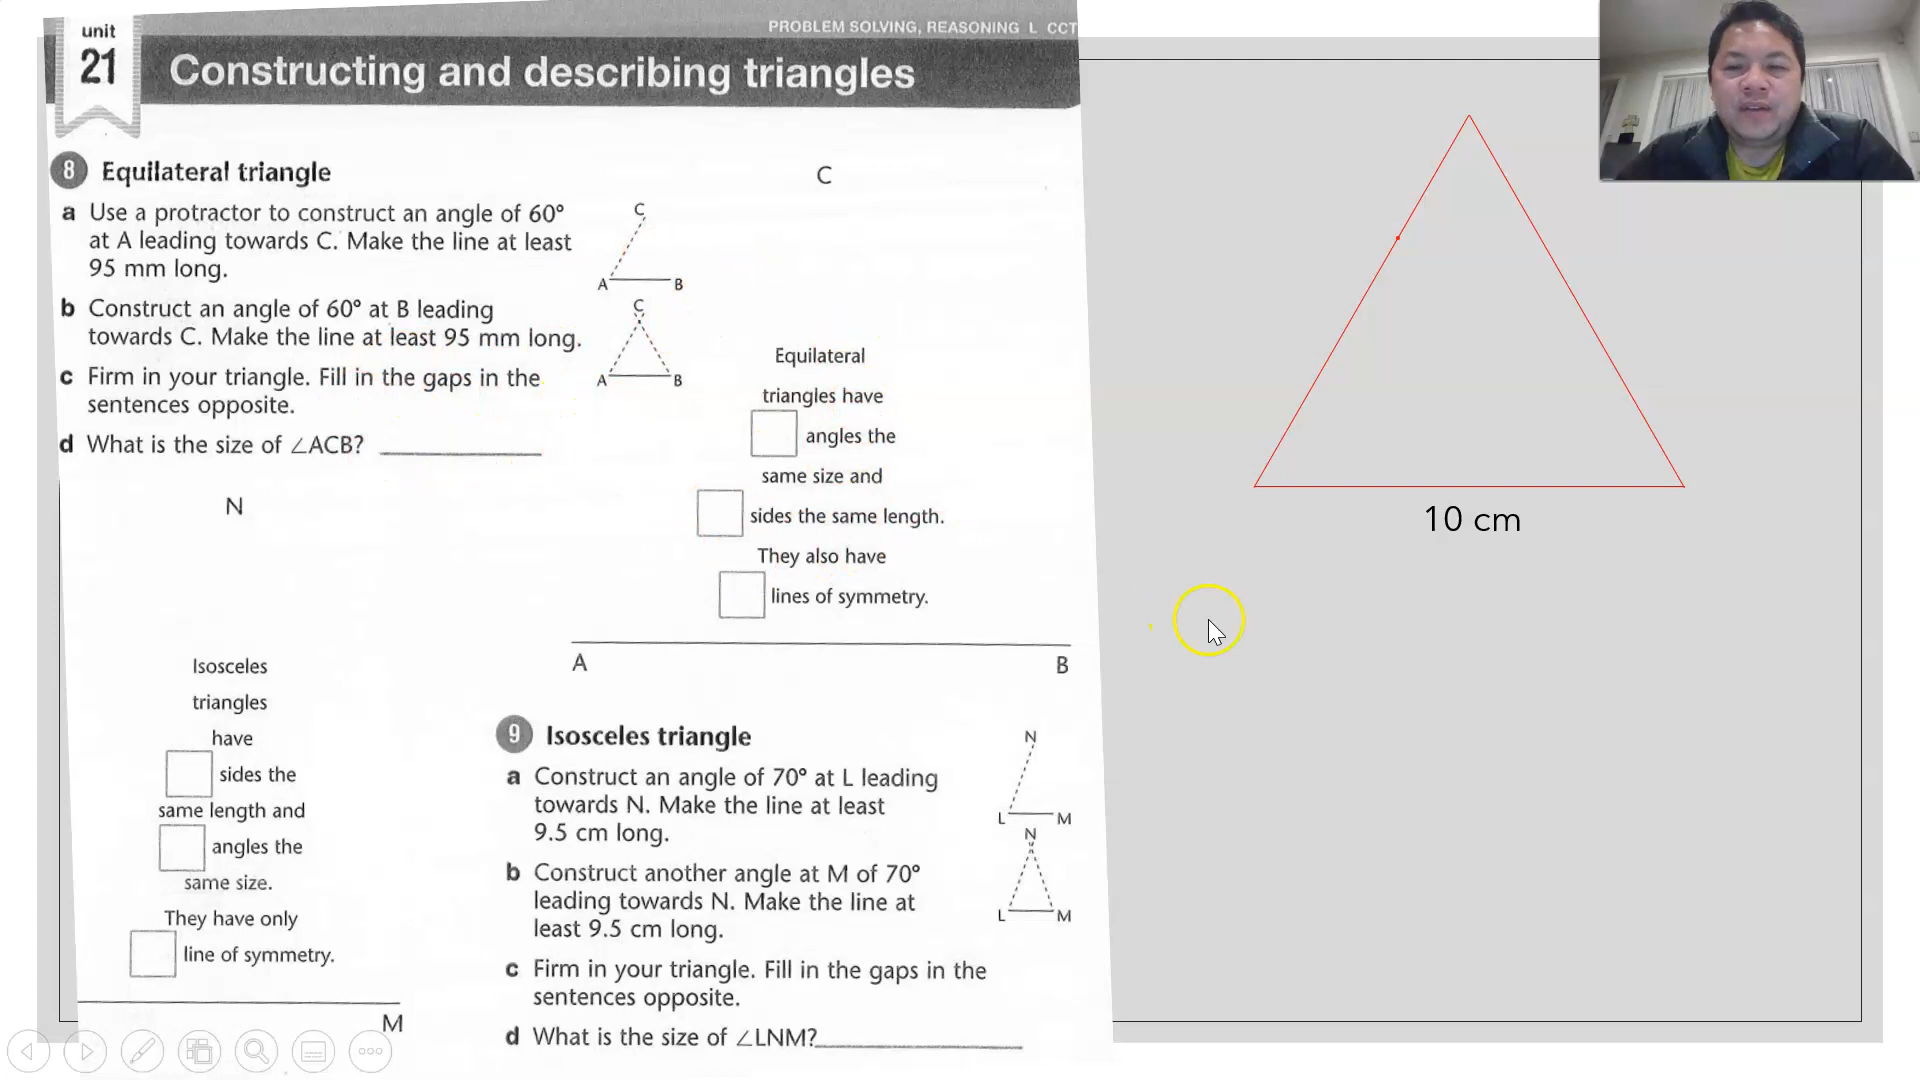 unit
21
PROBLEM SOLVING, REASONING L CCT
Constructing and describing triangles
8 Equilateral triangle
a Use a protractor to construct an angle of 60°
at A leading towards C. Make the line at least
95 mm long.
b Construct an angle of 60° at B leading
towards C. Make the line at least 95 mm long.
c Firm in your triangle. Fill in the gaps in the
sentences opposite.
d What is the size of ∠ACB?
C
A B
C
A B
C
Equilateral
triangles have
angles the
same size and
sides the same length.
They also have
lines of symmetry.
A B
N
Isosceles
triangles
have
sides the
same length and
angles the
same size.
They have only
line of symmetry.
M
9 Isosceles triangle
a Construct an angle of 70° at L leading
towards N. Make the line at least
9.5 cm long.
b Construct another angle at M of 70°
leading towards N. Make the line at
least 9.5 cm long.
c Firm in your triangle. Fill in the gaps in the
sentences opposite.
d What is the size of ∠LNM?
N
L M
N
L M
10 cm